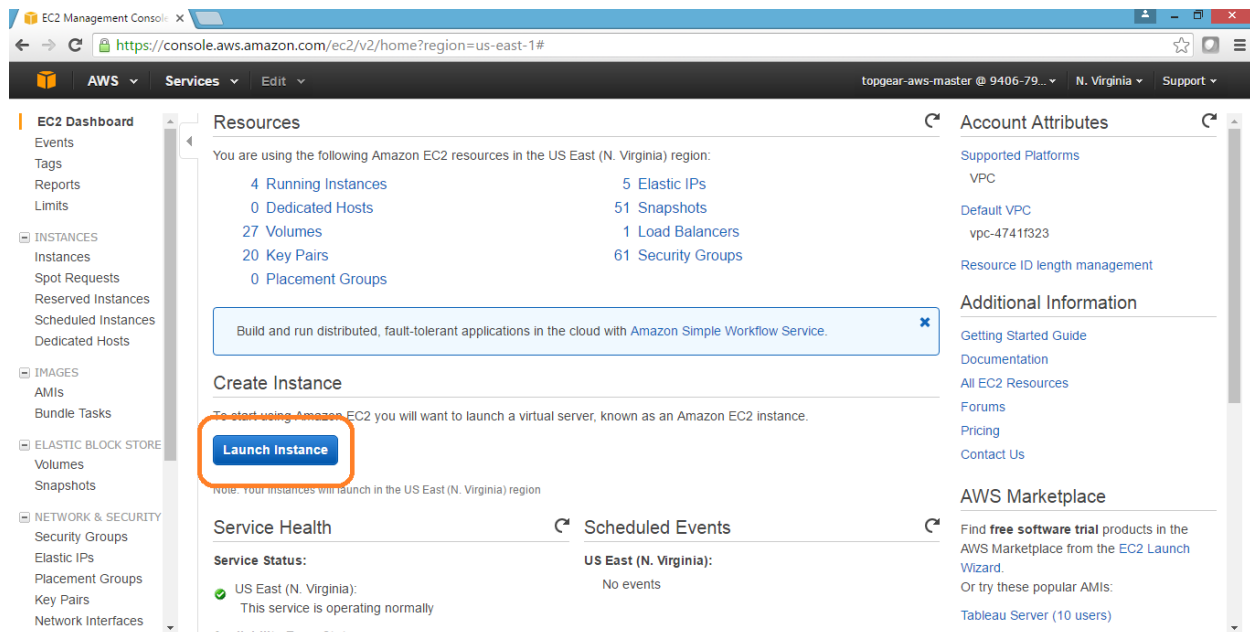 EC2 Management Console
https://console.aws.amazon.com/ec2/v2/home?region=us-east-1#
AWS Services Edit topgear-aws-master @ 9406-79... N. Virginia Support
EC2 Dashboard
Events
Tags
Reports
Limits
INSTANCES
Instances
Spot Requests
Reserved Instances
Scheduled Instances
Dedicated Hosts
IMAGES
AMIs
Bundle Tasks
ELASTIC BLOCK STORE
Volumes
Snapshots
NETWORK & SECURITY
Security Groups
Elastic IPs
Placement Groups
Key Pairs
Network Interfaces
Resources
You are using the following Amazon EC2 resources in the US East (N. Virginia) region:
4 Running Instances
0 Dedicated Hosts
27 Volumes
20 Key Pairs
0 Placement Groups
5 Elastic IPs
51 Snapshots
1 Load Balancers
61 Security Groups
Build and run distributed, fault-tolerant applications in the cloud with Amazon Simple Workflow Service.
Create Instance
To start using Amazon EC2 you will want to launch a virtual server, known as an Amazon EC2 instance.
Launch Instance
Note: Your instances will launch in the US East (N. Virginia) region
Service Health
Service Status:
US East (N. Virginia):
This service is operating normally
Scheduled Events
US East (N. Virginia):
No events
Account Attributes
Supported Platforms
VPC
Default VPC
vpc-4741f323
Resource ID length management
Additional Information
Getting Started Guide
Documentation
All EC2 Resources
Forums
Pricing
Contact Us
AWS Marketplace
Find free software trial products in the
AWS Marketplace from the EC2 Launch
Wizard.
Or try these popular AMIs:
Tableau Server (10 users)